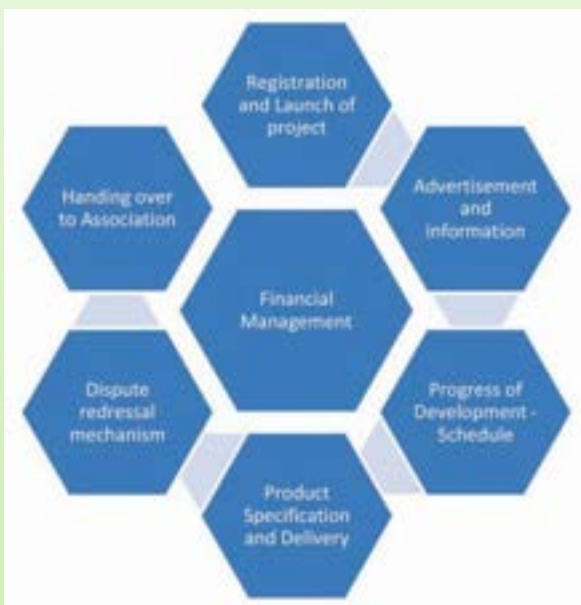 Registration
and Launch of
project
Advertisement
and
information
Progress of
Development -
Schedule
Product
Specification
and Delivery
Dispute
redressal
mechanism
Handing over
to Association
Financial
Management